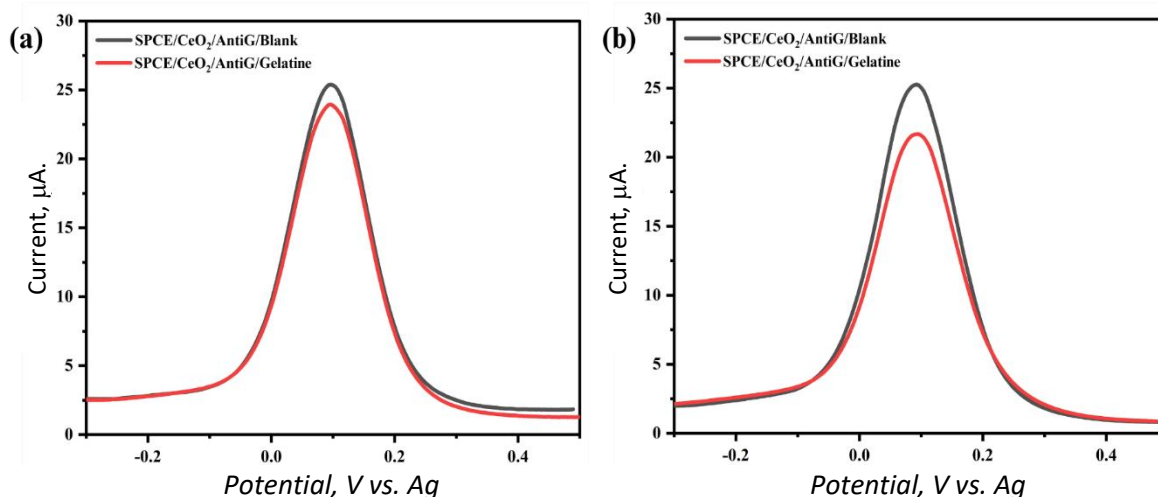 (a)
SPCE/CeO₂/AntiG/Blank
SPCE/CeO₂/AntiG/Gelatine
30
25
20
15
10
5
0
Current, µA.
-0.2 0.0 0.2 0.4
Potential, V vs. Ag
(b)
SPCE/CeO₂/AntiG/Blank
SPCE/CeO₂/AntiG/Gelatine
30
25
20
15
10
5
0
Current, µA.
-0.2 0.0 0.2 0.4
Potential, V vs. Ag